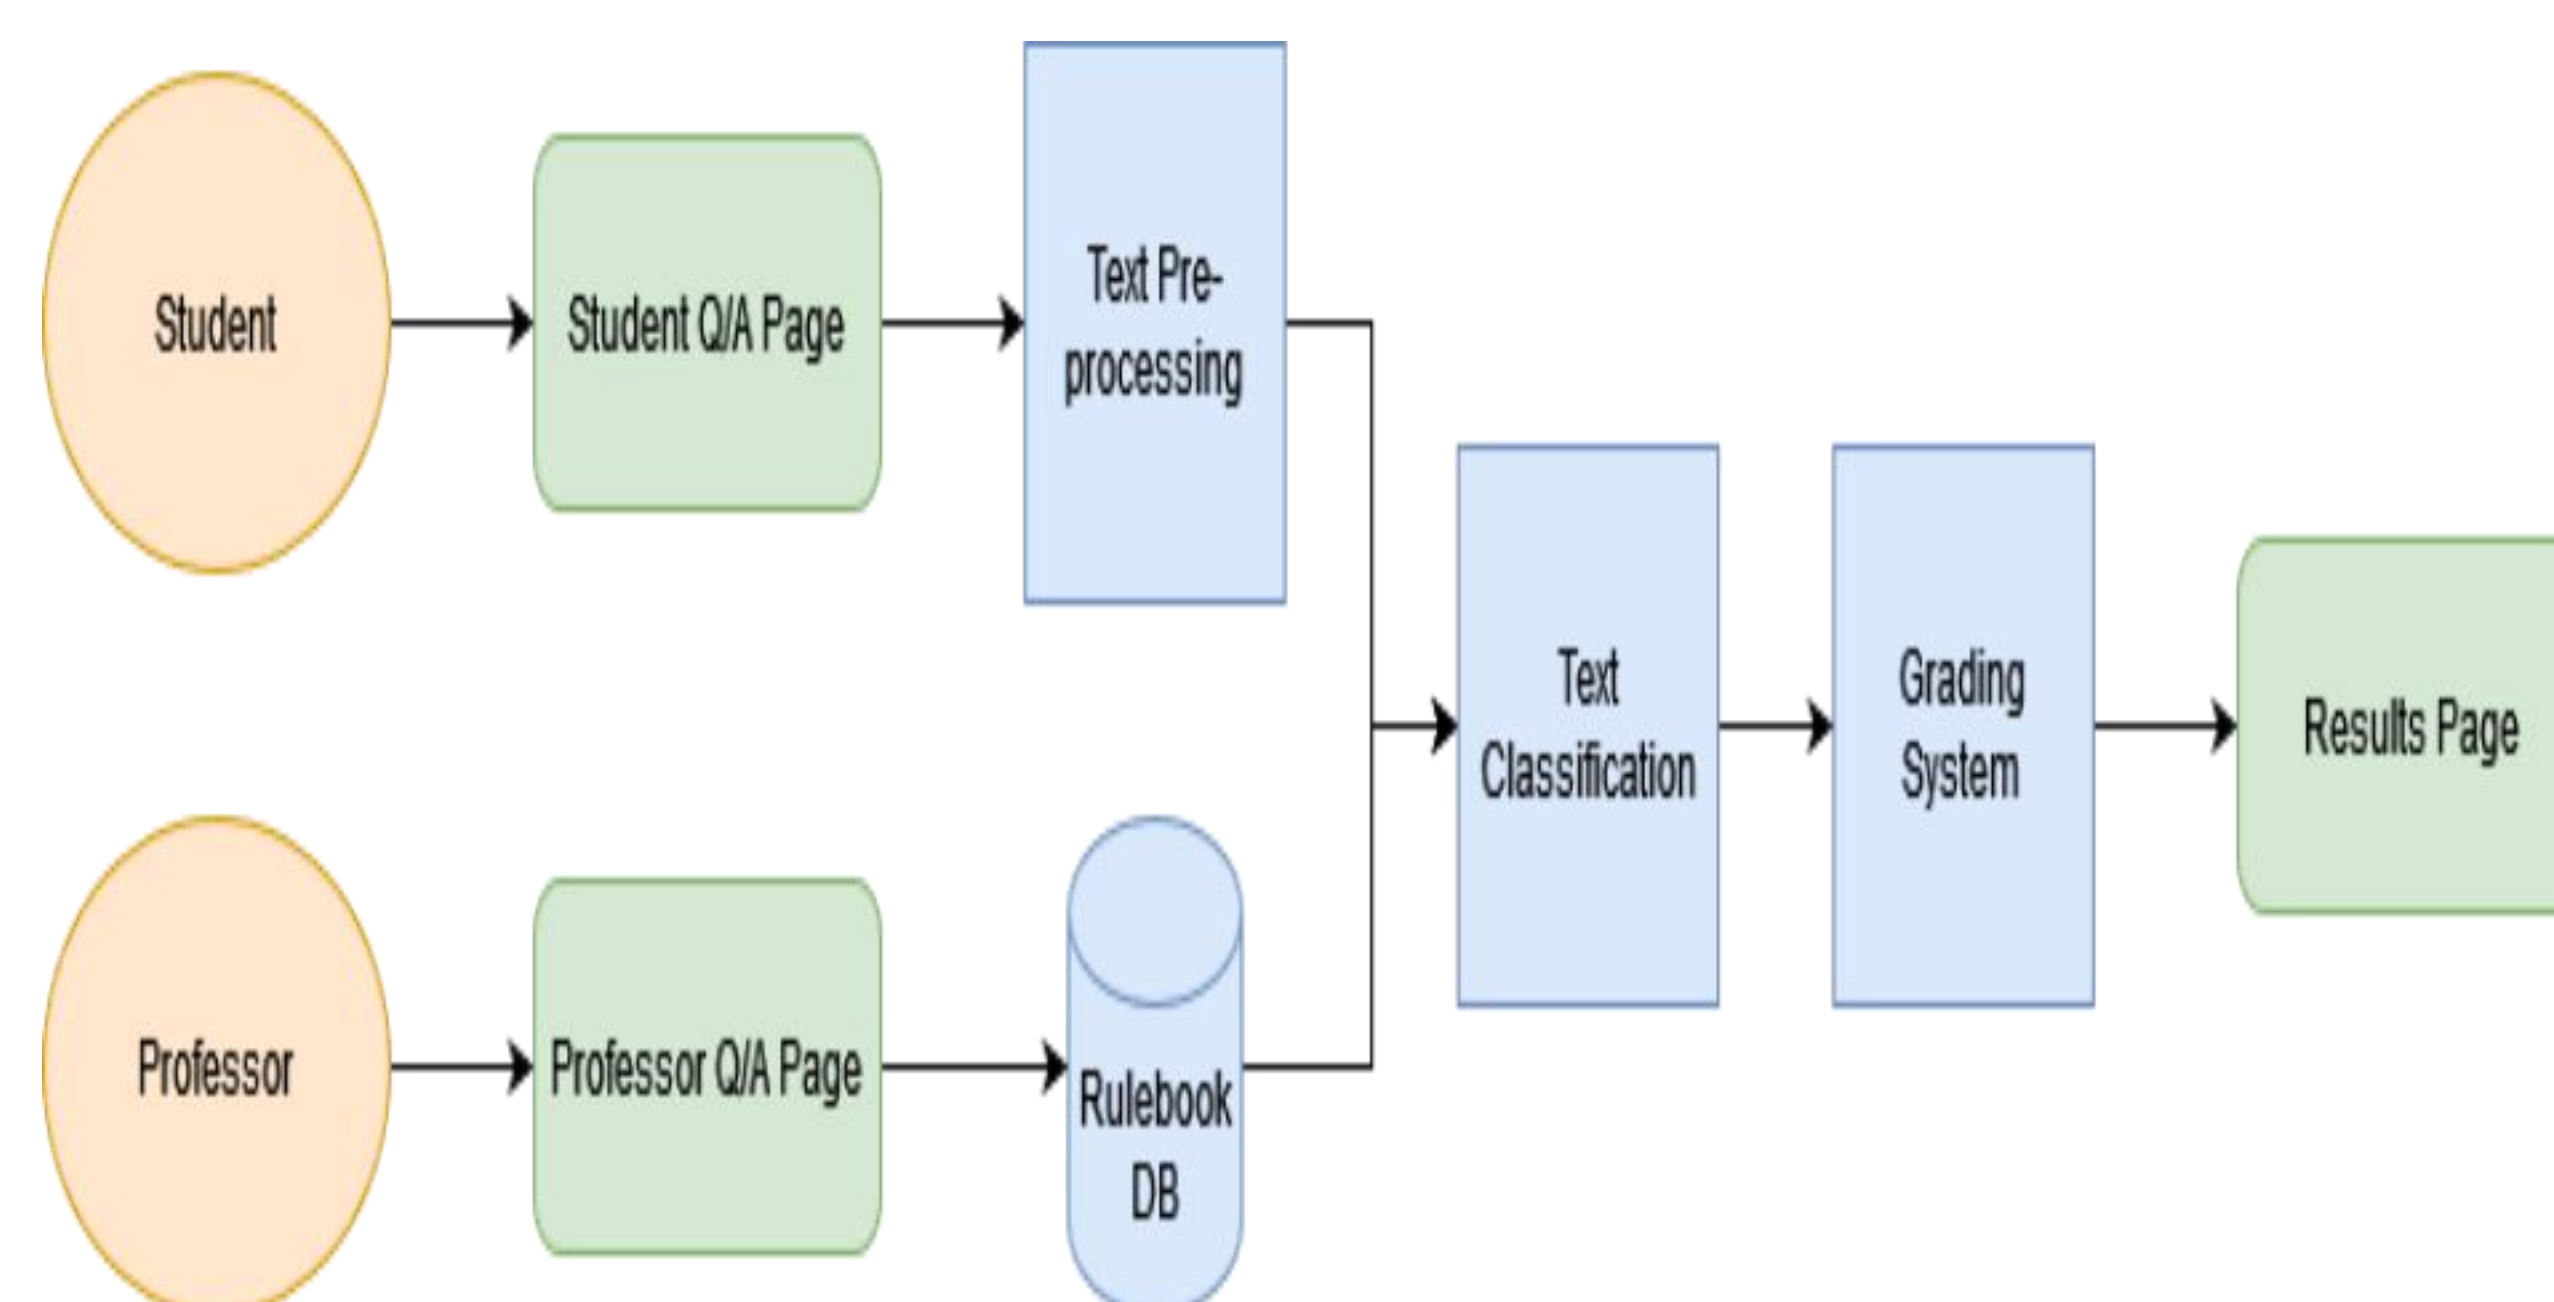 Student
Student Q/A Page
Text Pre-
processing
Text
Classification
Grading
System
Results Page
Professor
Professor Q/A Page
Rulebook
DB